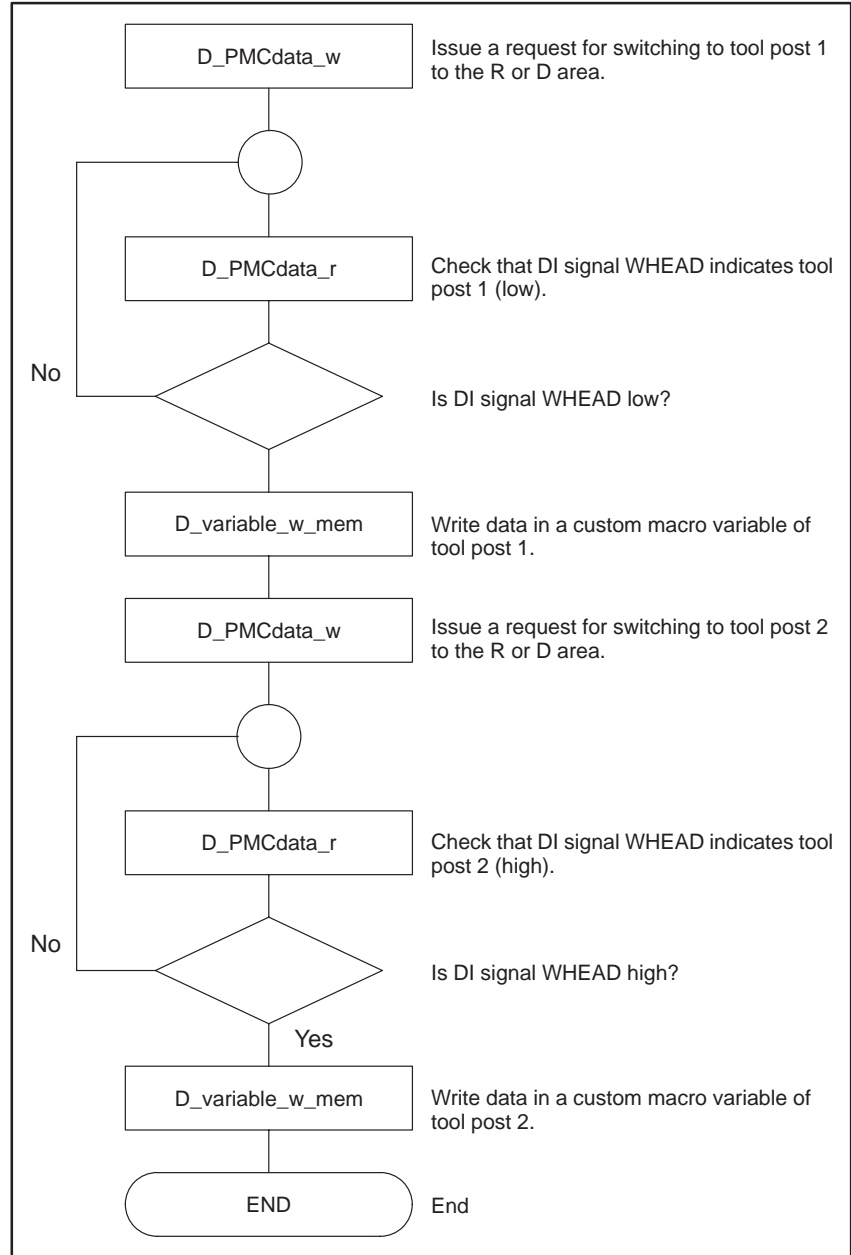 D_PMCdata_w
Issue a request for switching to tool post 1
to the R or D area.
D_PMCdata_r
Check that DI signal WHEAD indicates tool
post 1 (low).
No
Is DI signal WHEAD low?
D_variable_w_mem
Write data in a custom macro variable of
tool post 1.
D_PMCdata_w
Issue a request for switching to tool post 2
to the R or D area.
D_PMCdata_r
Check that DI signal WHEAD indicates tool
post 2 (high).
No
Is DI signal WHEAD high?
Yes
D_variable_w_mem
Write data in a custom macro variable of
tool post 2.
END
End